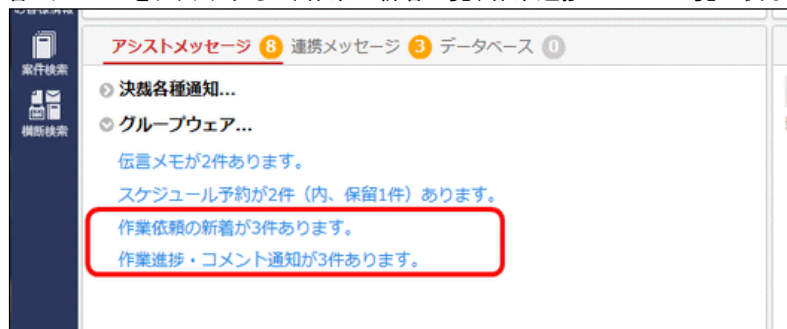 アシストメッセージ 8 連携メッセージ 3 データベース 0
案件検索
決裁各種通知...
横断検索
グループウェア...
伝言メモが2件あります。
スケジュール予約が2件（内、保留1件）あります。
作業依頼の新着が3件あります。
作業進捗・コメント通知が3件あります。